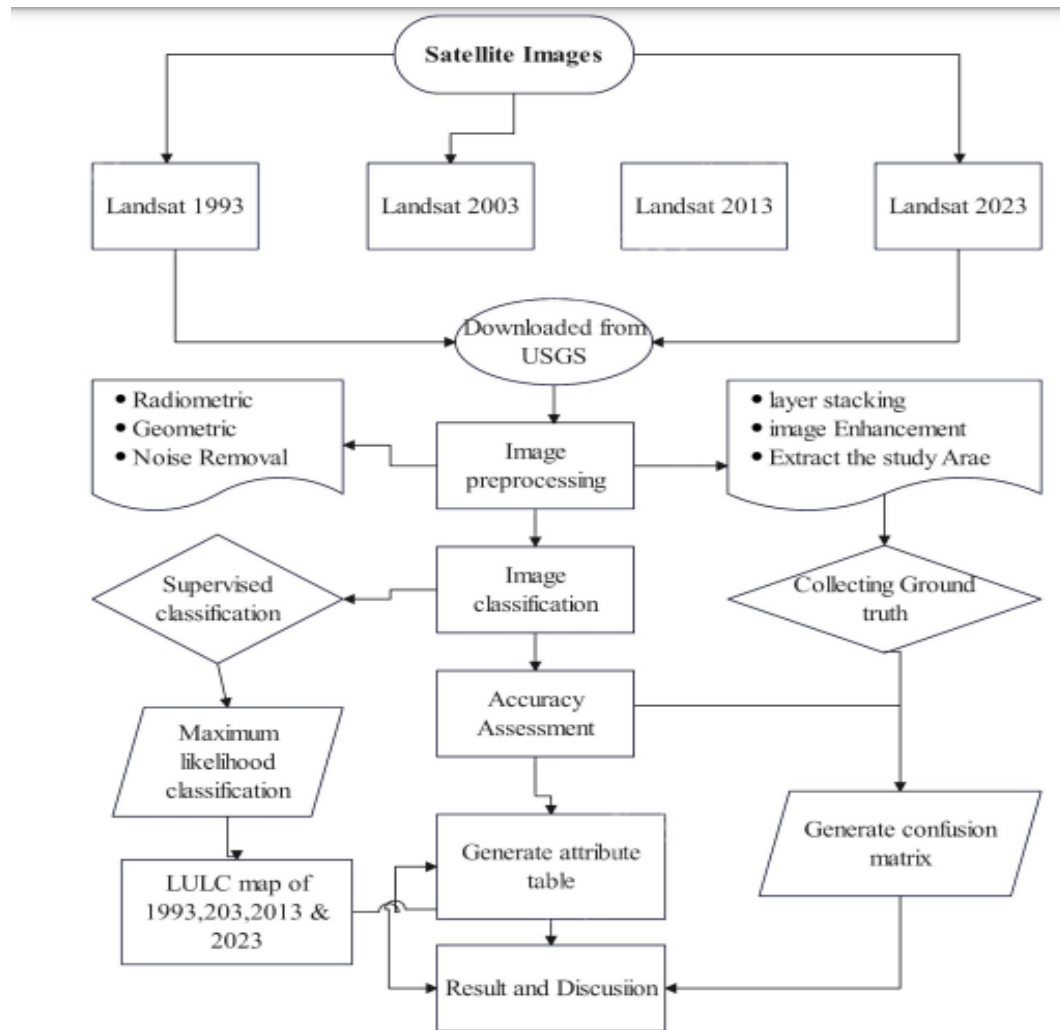 Satellite Images
Landsat 1993
Landsat 2003
Landsat 2013
Landsat 2023
Downloaded from
USGS
• Radiometric
• Geometric
• Noise Removal
Image
preprocessing
• layer stacking
• image Enhancement
• Extract the study Arae
Supervised
classification
Image
classification
Collecting Ground
truth
Accuracy
Assessment
Maximum
likelihood
classification
Generate attribute
table
Generate confusion
matrix
LULC map of
1993,203,2013 &
2023
Result and Discusiion